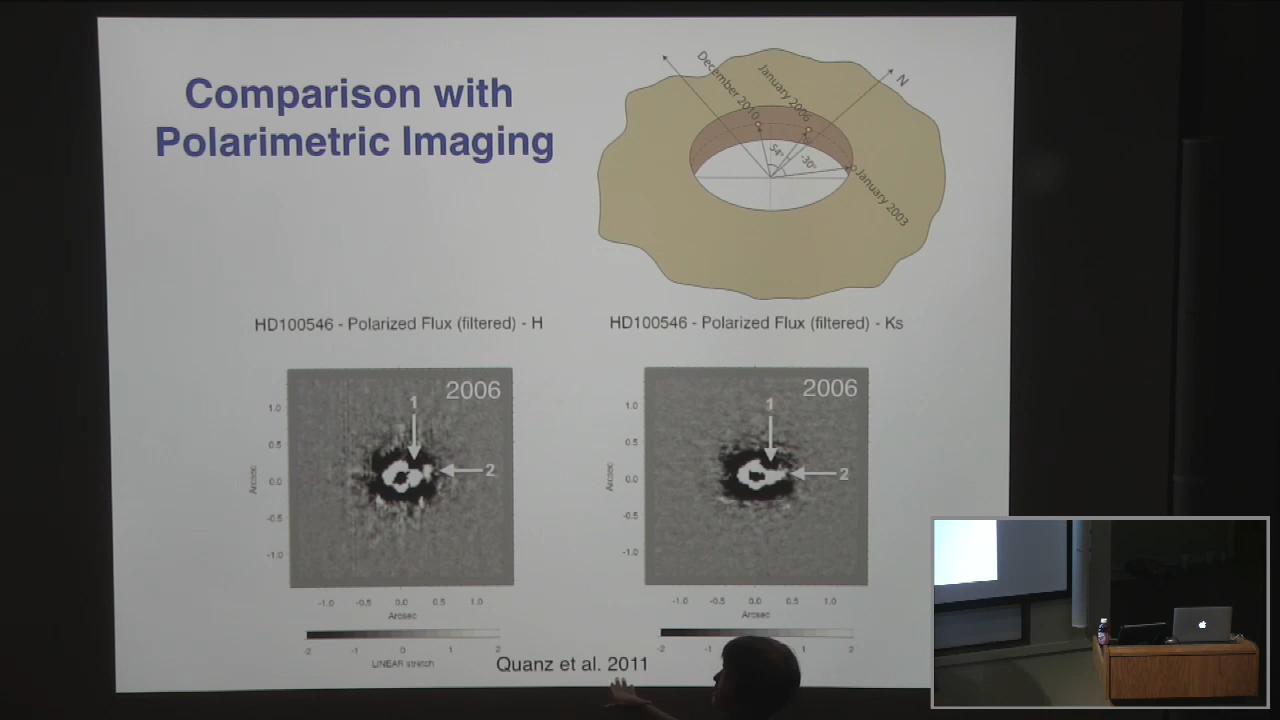 Comparison with
Polarimetric Imaging
December 2010
January 2006
N
54°
-30°
January 2003
HD100546 - Polarized Flux (filtered) - H
HD100546 - Polarized Flux (filtered) - Ks
2006
1
2
1.0
0.5
0.0
-0.5
-1.0
Arcsec
-1.0 -0.5 0.0 0.5 1.0
Arcsec
-2 -1 0 1 2
LINEAR stretch
2006
1
2
1.0
0.5
0.0
-0.5
-1.0
Arcsec
-1.0 -0.5 0.0 0.5 1.0
Arcsec
-2 -1 1 2
Quanz et al. 2011